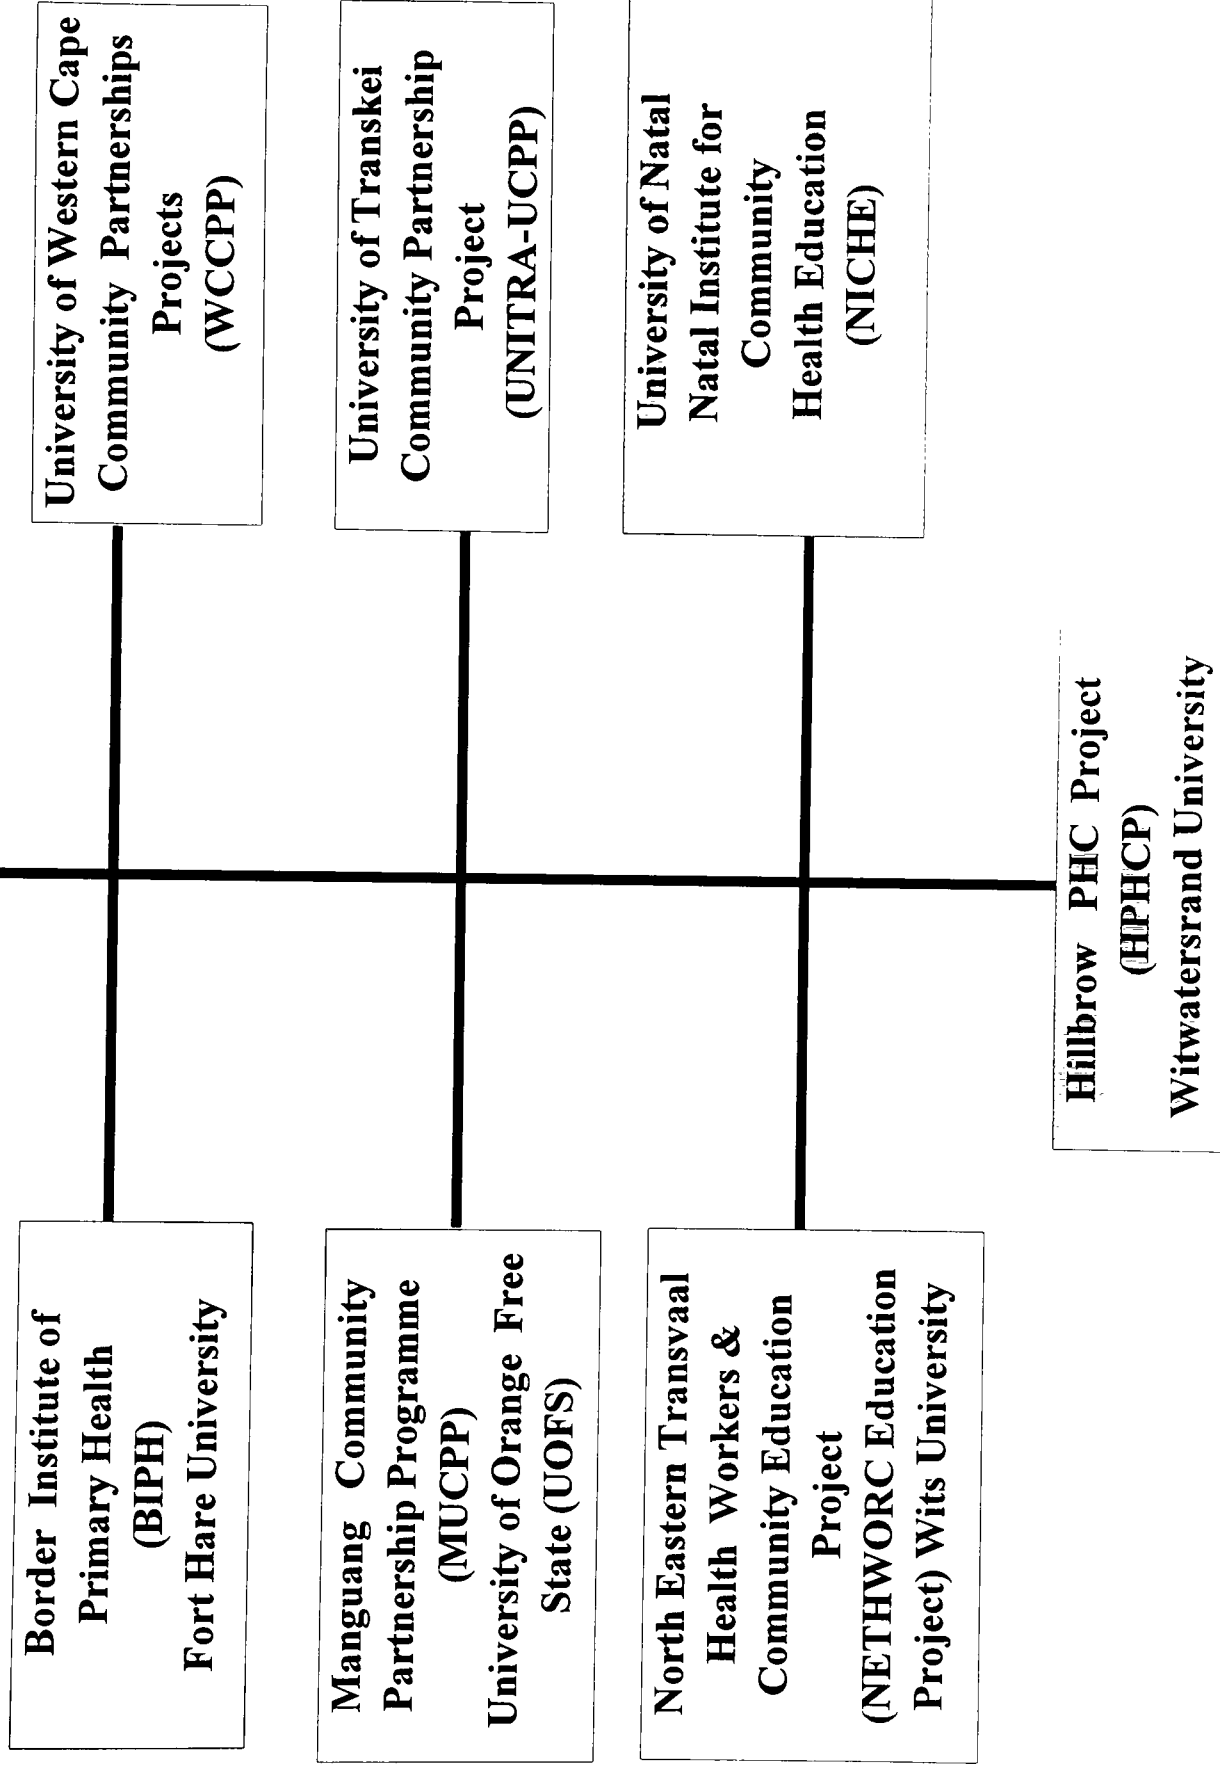 Border Institute of
Primary Health
(BIPH)
Fort Hare University
University of Western Cape
Community Partnerships
Projects
(WCCPP)
Manguang Community
Partnership Programme
(MUCPP)
University of Orange Free
State (UOFS)
University of Transkei
Community Partnership
Project
(UNITRA-UCPP)
North Eastern Transvaal
Health Workers &
Community Education
Project
(NETHWORC Education
Project) Wits University
University of Natal
Natal Institute for
Community
Health Education
(NICHE)
Hillbrow PHC Project
(HPHCP)
Witwatersrand University